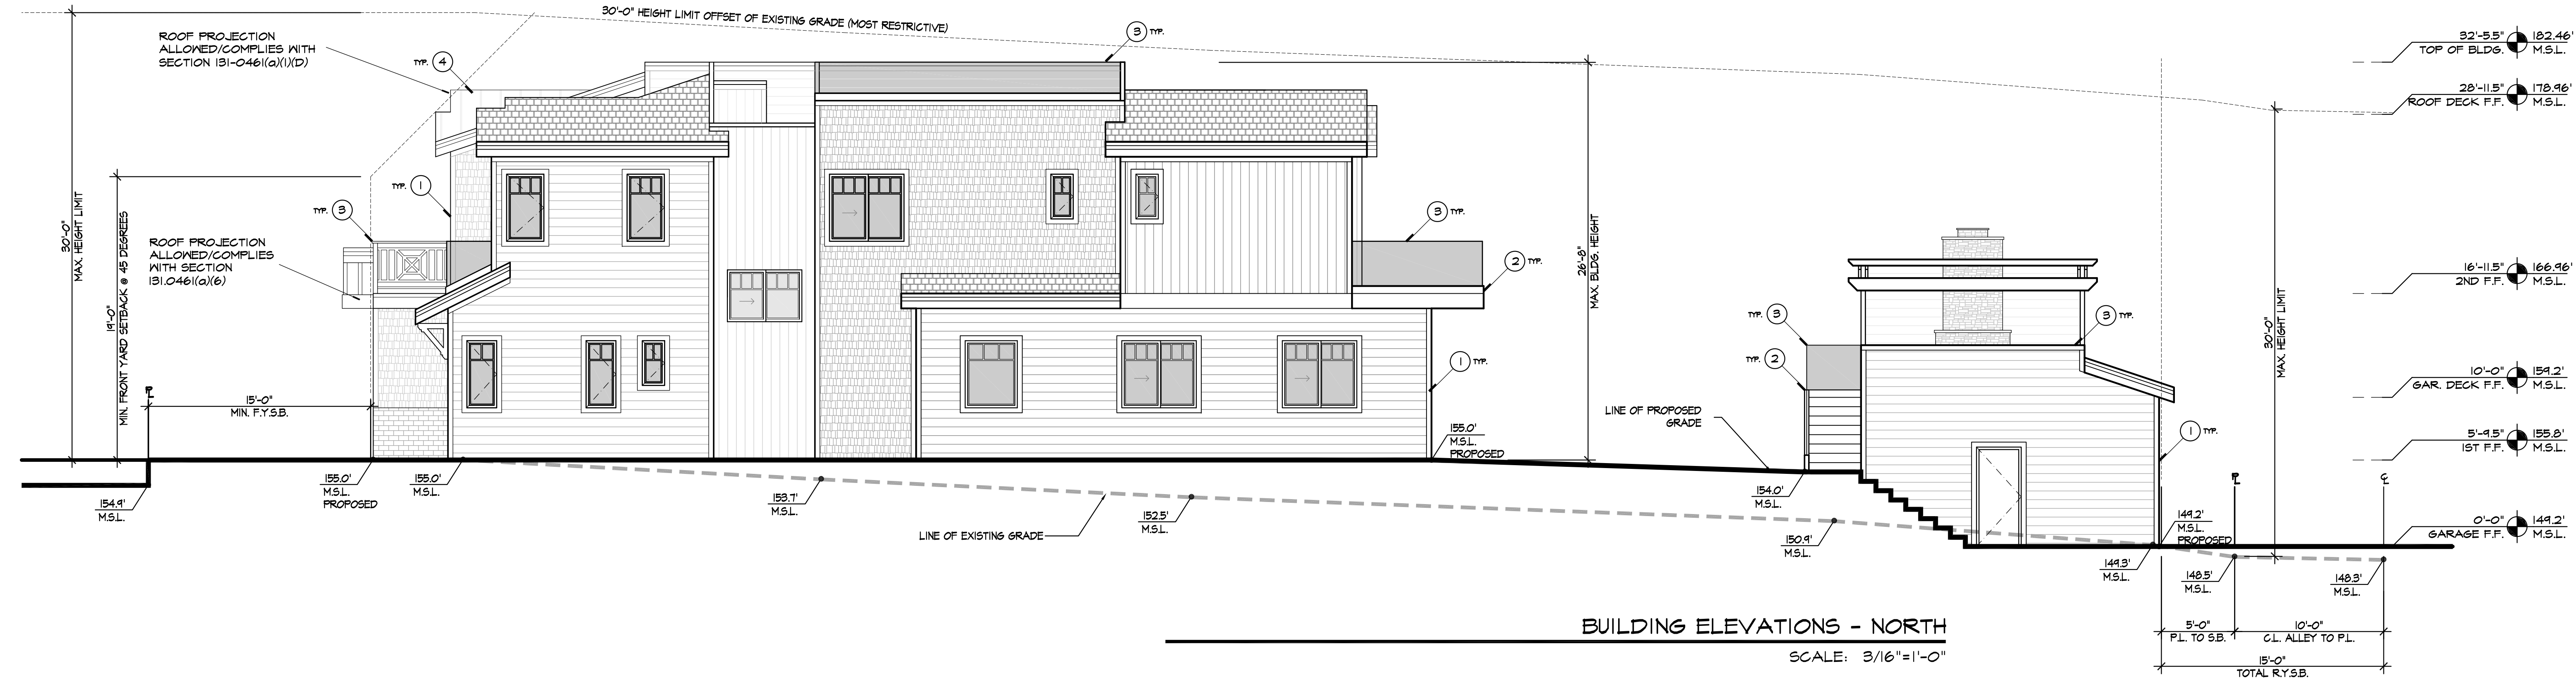 30'-0" HEIGHT LIMIT OFFSET OF EXISTING GRADE (MOST RESTRICTIVE)
ROOF PROJECTION
ALLOWED/COMPLIES WITH
SECTION 131-0461(a)(1)(D)
TYP. 4
3 TYP.
TYP. 1
TYP. 3
ROOF PROJECTION
ALLOWED/COMPLIES
WITH SECTION
131.0461(a)(6)
30'-0"
MAX. HEIGHT LIMIT
19'-0"
MIN. FRONT YARD SETBACK @ 45 DEGREES
PL
15'-0"
MIN. F.Y.S.B.
154.9'
M.S.L.
155.0'
M.S.L.
PROPOSED
155.0'
M.S.L.
153.7'
M.S.L.
LINE OF EXISTING GRADE
152.5'
M.S.L.
3 TYP.
2 TYP.
1 TYP.
155.0'
M.S.L.
PROPOSED
26'-8"
MAX. BLDG. HEIGHT
LINE OF PROPOSED
GRADE
TYP. 3
TYP. 2
154.0'
M.S.L.
150.9'
M.S.L.
3 TYP.
1 TYP.
149.2'
M.S.L.
PROPOSED
149.3'
M.S.L.
PL
148.5'
M.S.L.
CL
148.3'
M.S.L.
30'-0"
MAX. HEIGHT LIMIT
5'-0"
P.L. TO S.B.
10'-0"
C.L. ALLEY TO P.L.
15'-0"
TOTAL R.Y.S.B.
32'-5.5" 182.46'
TOP OF BLDG. M.S.L.
28'-11.5" 178.96'
ROOF DECK F.F. M.S.L.
16'-11.5" 166.96'
2ND F.F. M.S.L.
10'-0" 159.2'
GAR. DECK F.F. M.S.L.
5'-9.5" 155.8'
1ST F.F. M.S.L.
0'-0" 149.2'
GARAGE F.F. M.S.L.
BUILDING ELEVATIONS - NORTH
SCALE: 3/16"=1'-0"